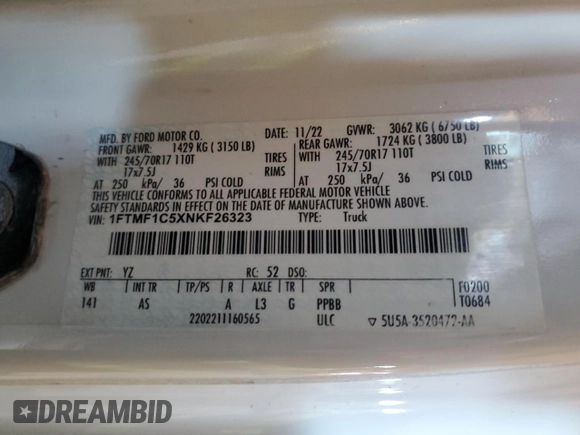 MFD. BY FORD MOTOR CO.
DATE: 11/22 GVWR: 3062 KG ( 6750 LB)
FRONT GAWR: 1429 KG ( 3150 LB)
REAR GAWR: 1724 KG ( 3800 LB)
WITH 245/70R17 110T TIRES
WITH 245/70R17 110T TIRES
17x7.5J RIMS
17x7.5J RIMS
AT 250 kPa/ 36 PSI COLD
AT 250 kPa/ 36 PSI COLD
THIS VEHICLE CONFORMS TO ALL APPLICABLE FEDERAL MOTOR VEHICLE
SAFETY STANDARDS IN EFFECT ON THE DATE OF MANUFACTURE SHOWN ABOVE.
VIN: 1FTMF1C5XNKF26323 TYPE: Truck
EXT PNT: YZ RC: 52 DSO:
WB INT TR TP/PS R AXLE TR SPR F0200
141 AS A L3 G PPBB T0684
2202211160565 ULC ▽ 5U5A-3520472-AA
DREAMBID